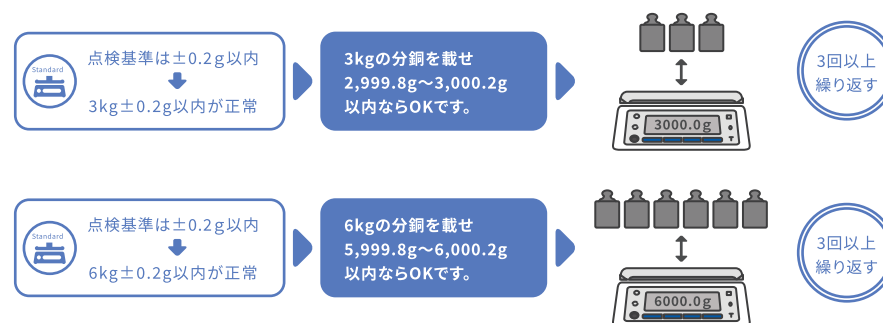 Standard
点検基準は±0.2g以内
3kg±0.2g以内が正常
3kgの分銅を載せ
2,999.8g～3,000.2g
以内ならOKです。
3000.0g
3回以上
繰り返す
Standard
点検基準は±0.2g以内
6kg±0.2g以内が正常
6kgの分銅を載せ
5,999.8g～6,000.2g
以内ならOKです。
6000.0g
3回以上
繰り返す